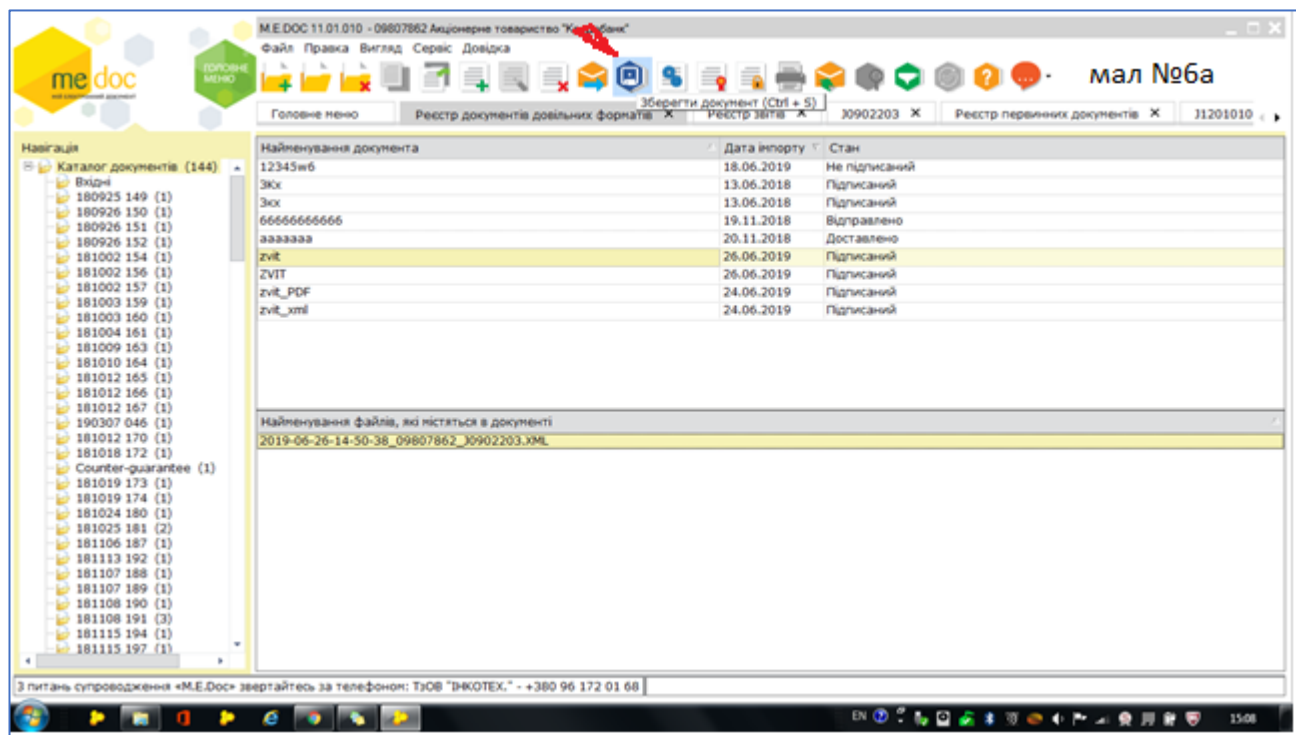 M.E.DOC 11.01.010 - 09807862 Акціонерне товариство
Файл Правка Вигляд Сервіс Довідка
me doc
ГОЛОВНЕ МЕНЮ
мал №6а
Зберегти документ (Ctrl + S)
Головне меню
Реєстр документів довільних форматів X
Реєстр звітів X
J0902203 X
Реєстр первинних документів X
J1201010
Навігація
Каталог документів (144)
Вхідні
180925 149 (1)
180926 150 (1)
180926 151 (1)
180926 152 (1)
181002 154 (1)
181002 156 (1)
181002 157 (1)
181003 159 (1)
181003 160 (1)
181004 161 (1)
181009 163 (1)
181010 164 (1)
181012 165 (1)
181012 166 (1)
181012 167 (1)
190307 046 (1)
181012 170 (1)
181018 172 (1)
Counter-guarantee (1)
181019 173 (1)
181019 174 (1)
181024 180 (1)
181025 181 (2)
181106 187 (1)
181113 192 (1)
181107 188 (1)
181107 189 (1)
181108 190 (1)
181108 191 (3)
181115 194 (1)
181115 197 (1)
Найменування документа Дата імпорту Стан
12345w6 18.06.2019 Не підписаний
ЗКх 13.06.2018 Підписаний
Зкх 13.06.2018 Підписаний
66666666666 19.11.2018 Відправлено
aaaaaaa 20.11.2018 Доставлено
zvit 26.06.2019 Підписаний
ZVIT 26.06.2019 Підписаний
zvit_PDF 24.06.2019 Підписаний
zvit_xml 24.06.2019 Підписаний
Найменування файлів, які містяться в документі
2019-06-26-14-50-38_09807862_J0902203.XML
З питань супроводження «M.E.Doc» звертайтесь за телефоном: ТзОВ "ІНКОТЕХ." - +380 96 172 01 68
EN
15:08